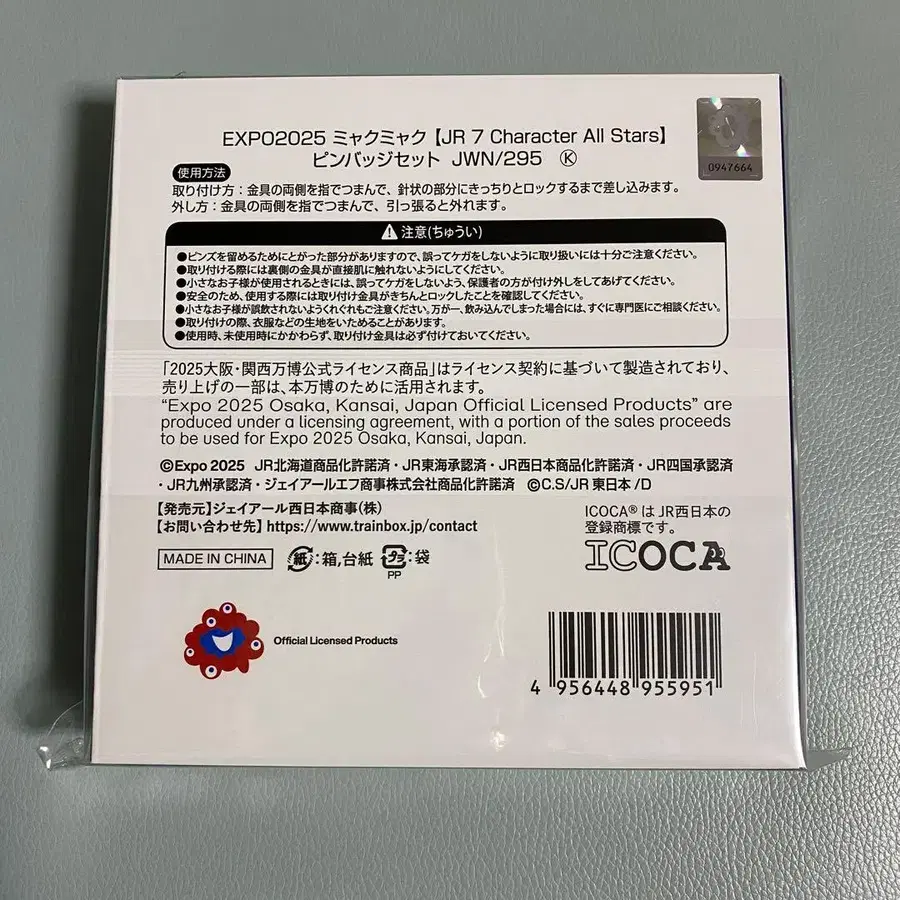 EXPO2025 ミャクミャク【JR 7 Character All Stars】
ピンバッジセット JWN/295 Ⓚ
0947664
使用方法
取り付け方：金具の両側を指でつまんで、針状の部分にきっちりとロックするまで差し込みます。
外し方：金具の両側を指でつまんで、引っ張ると外れます。
注意(ちゅうい)
●ピンズを留めるためにとがった部分がありますので、誤ってケガをしないように取り扱いには十分ご注意ください。
●取り付ける際には裏側の金具が直接肌に触れないようにしてください。
●小さなお子様が使用されるときには、誤ってケガをしないよう、保護者の方が付け外しをしてあげてください。
●安全のため、使用する際には取り付け金具がきちんとロックしたことを確認してください。
●小さなお子様が誤飲されないようくれぐれもご注意ください。万が一、飲み込んでしまった場合には、すぐに専門医にご相談ください。
●取り付けの際、衣服などの生地をいためることがあります。
●使用時、未使用時にかかわらず、取り付け金具は必ず付けておいてください。
「2025大阪・関西万博公式ライセンス商品」はライセンス契約に基づいて製造されており、
売り上げの一部は、本万博のために活用されます。
“Expo 2025 Osaka, Kansai, Japan Official Licensed Products” are
produced under a licensing agreement, with a portion of the sales proceeds
to be used for Expo 2025 Osaka, Kansai, Japan.
©Expo 2025 JR北海道商品化許諾済・JR東海承認済・JR西日本商品化許諾済・JR四国承認済
・JR九州承認済・ジェイアールエフ商事株式会社商品化許諾済 ©C.S/JR東日本/D
【発売元】ジェイアール西日本商事(株)
【お問い合わせ先】https://www.trainbox.jp/contact
ICOCA®はJR西日本の
登録商標です。
ICOCA
MADE IN CHINA
紙：箱,台紙 プラ：袋
PP
Official Licensed Products
4 956448 955951